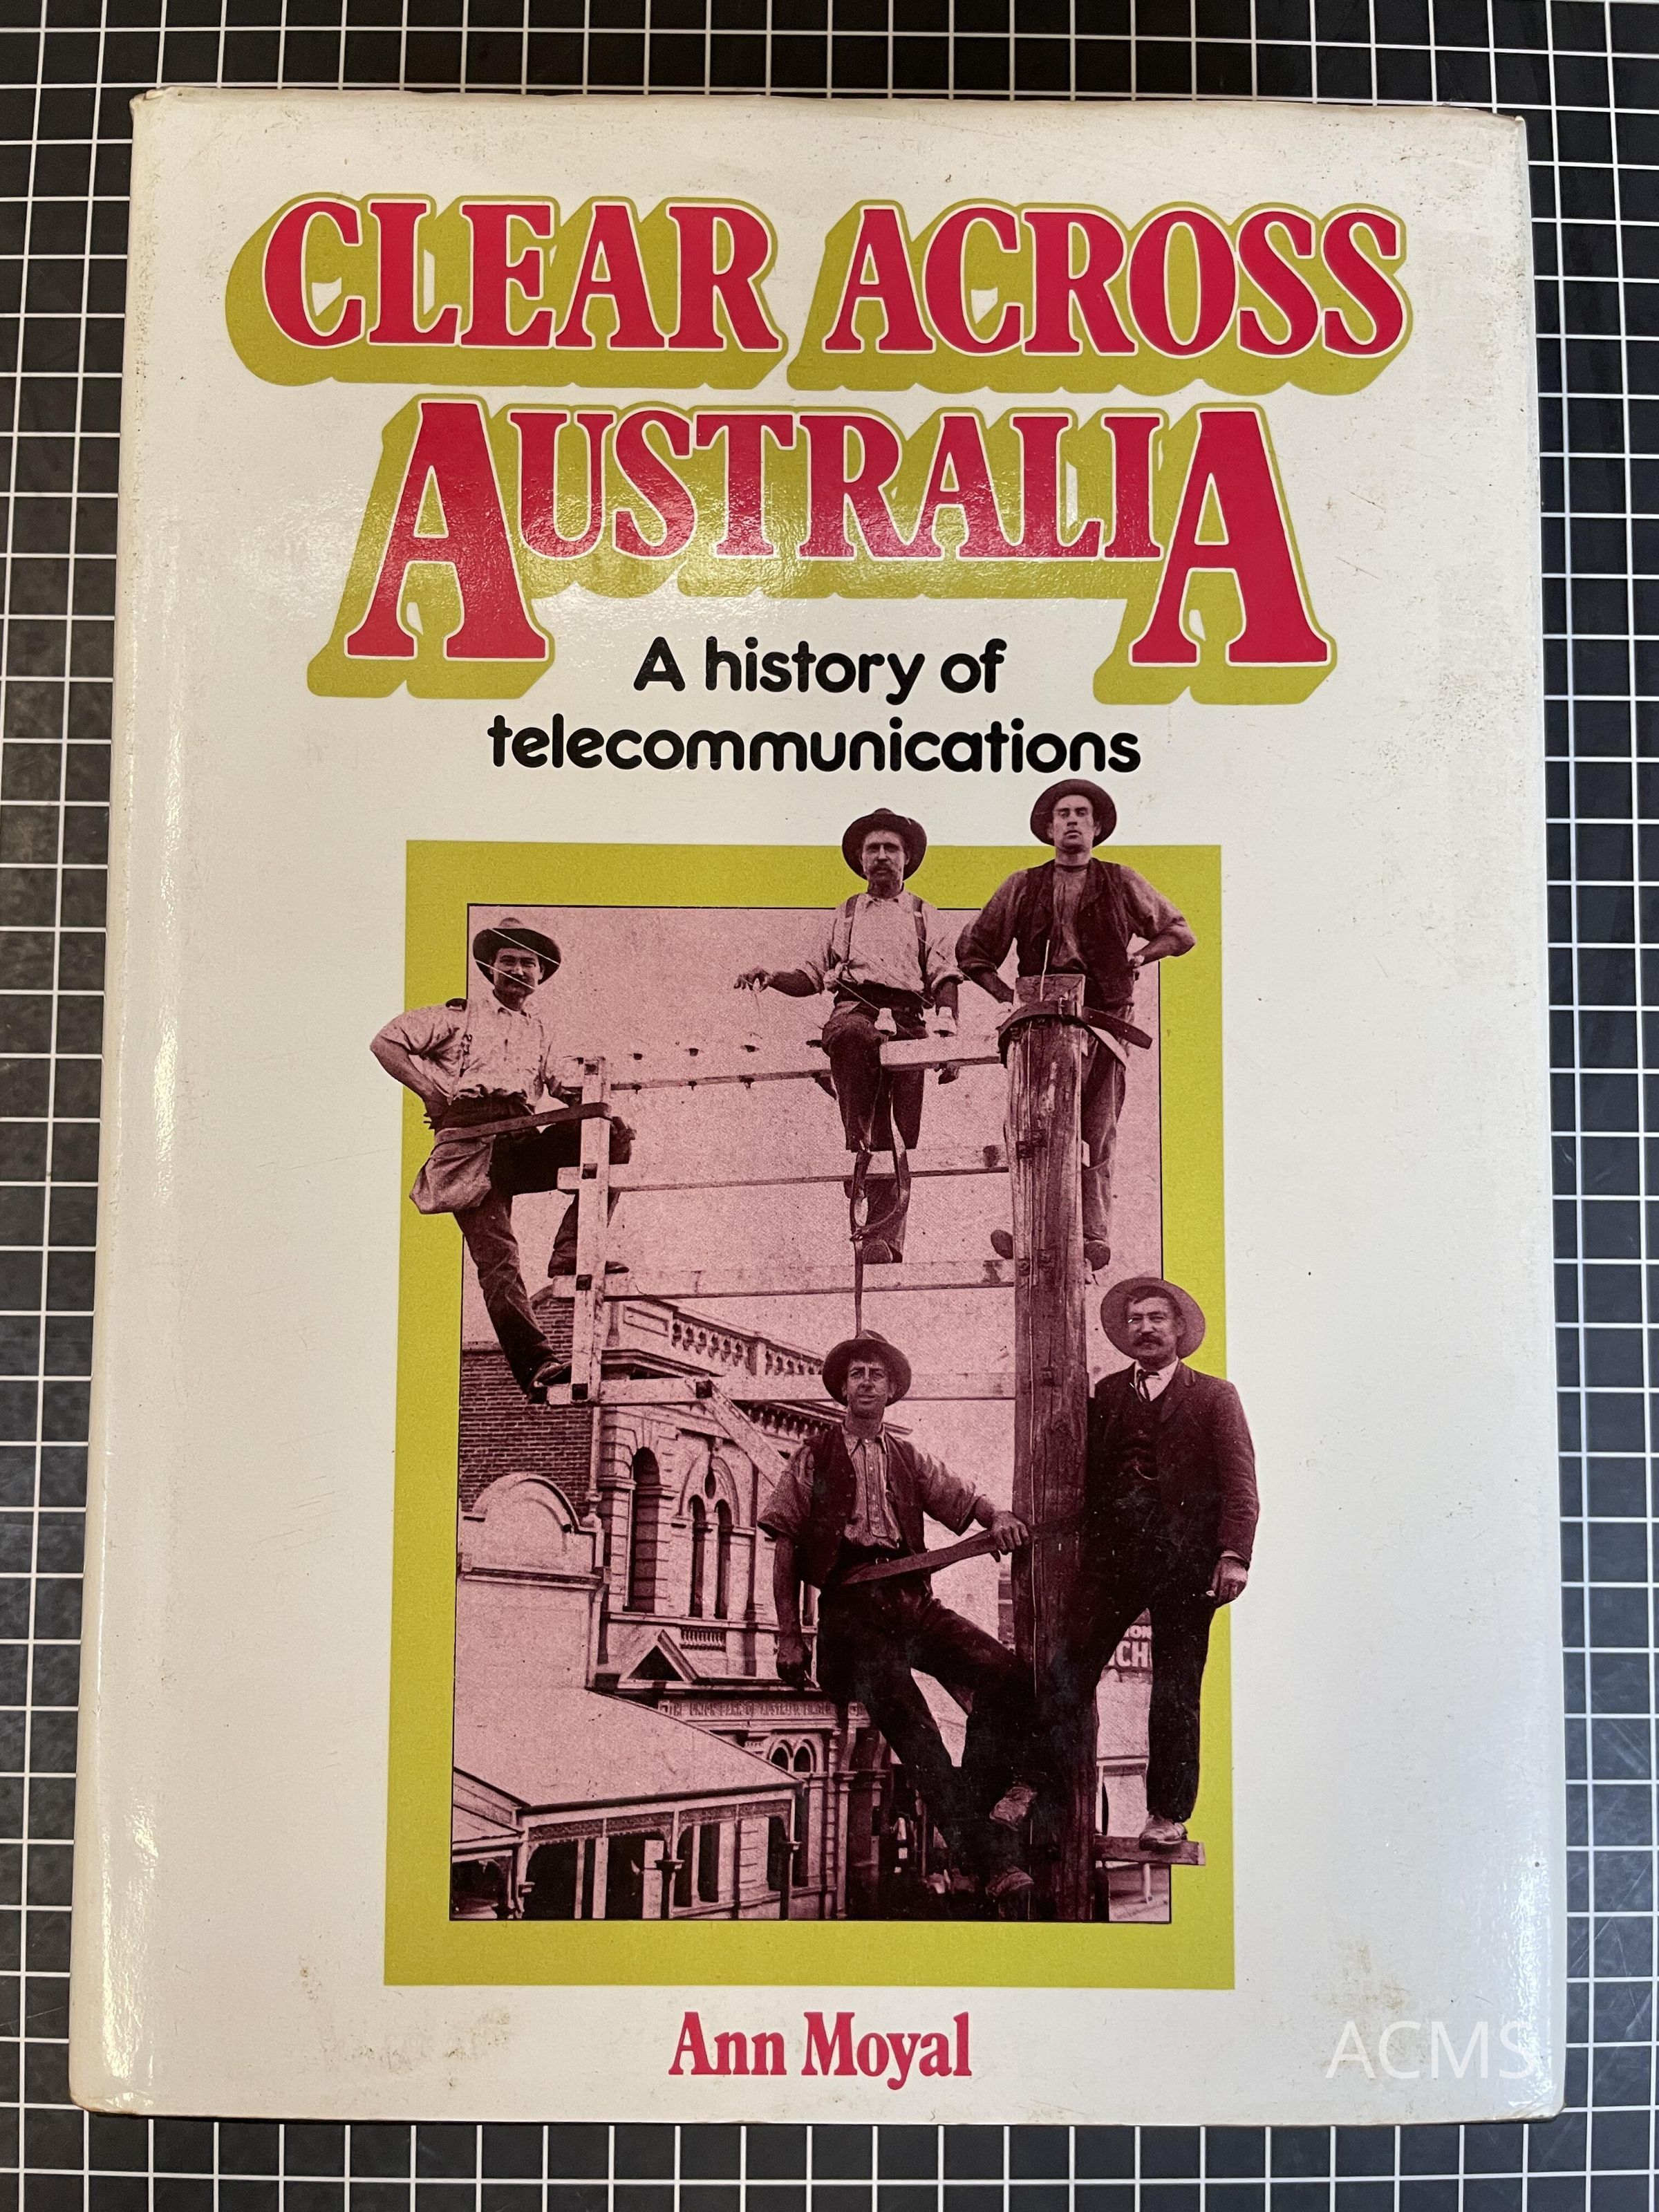 CLEAR ACROSS
AUSTRALIA
A history of
telecommunications
Ann Moyal
ACMS